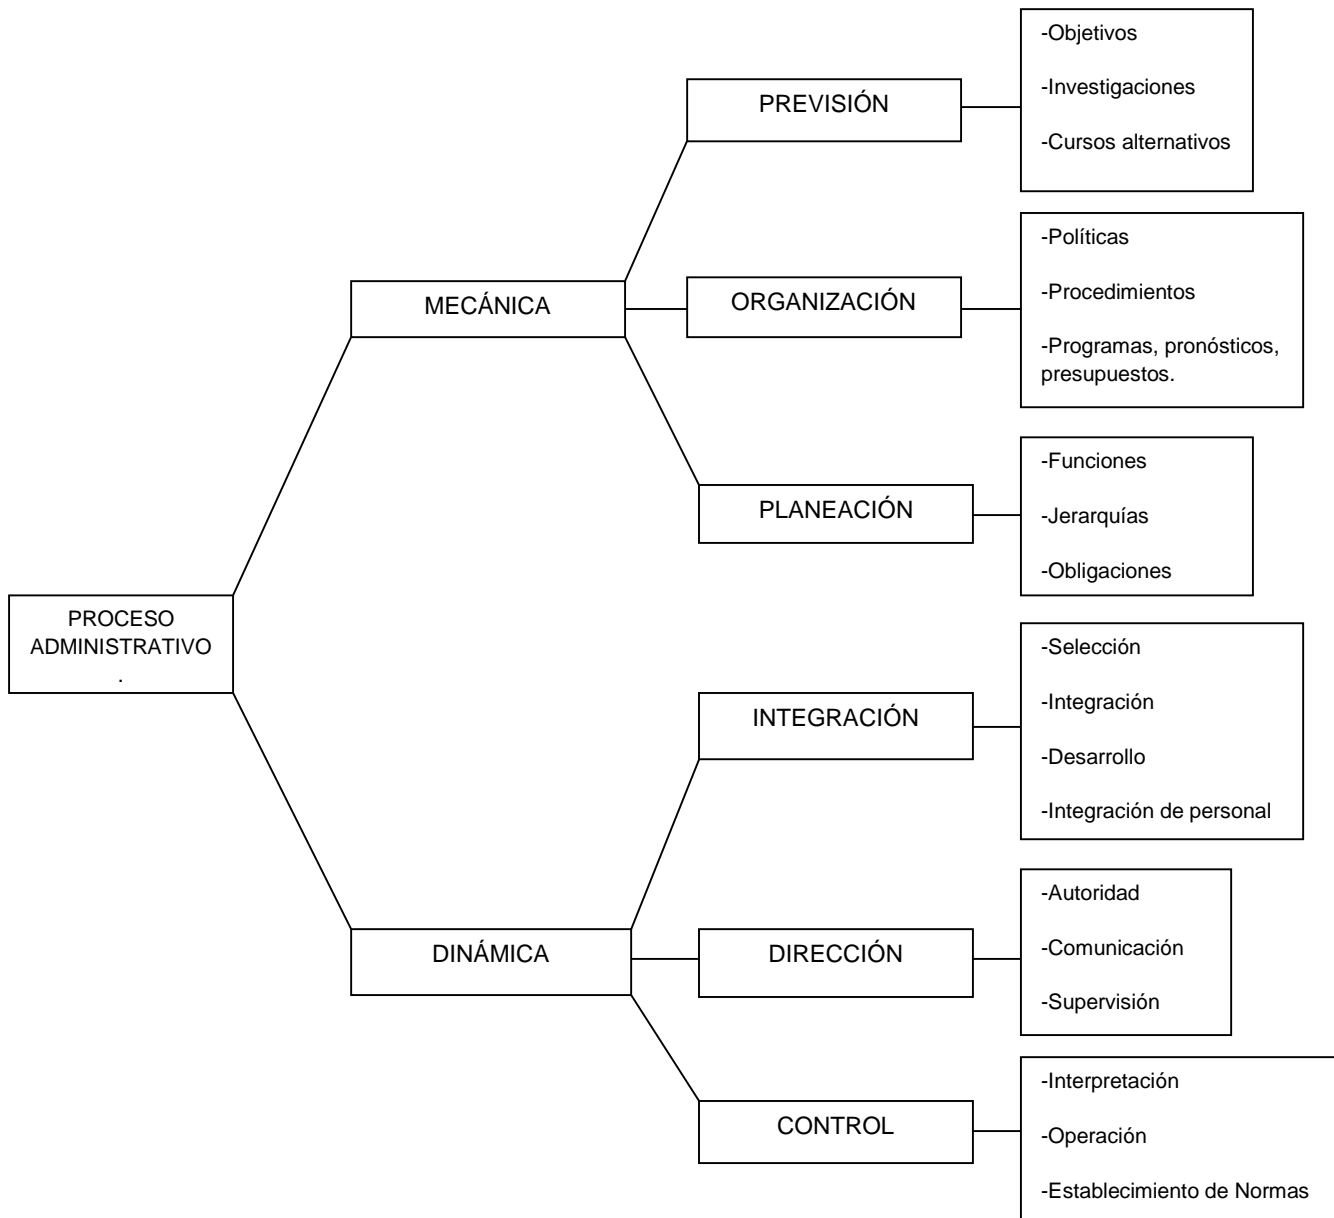 PROCESO
ADMINISTRATIVO
.
MECÁNICA
PREVISIÓN
-Objetivos
-Investigaciones
-Cursos alternativos
ORGANIZACIÓN
-Políticas
-Procedimientos
-Programas, pronósticos,
presupuestos.
PLANEACIÓN
-Funciones
-Jerarquías
-Obligaciones
DINÁMICA
INTEGRACIÓN
-Selección
-Integración
-Desarrollo
-Integración de personal
DIRECCIÓN
-Autoridad
-Comunicación
-Supervisión
CONTROL
-Interpretación
-Operación
-Establecimiento de Normas